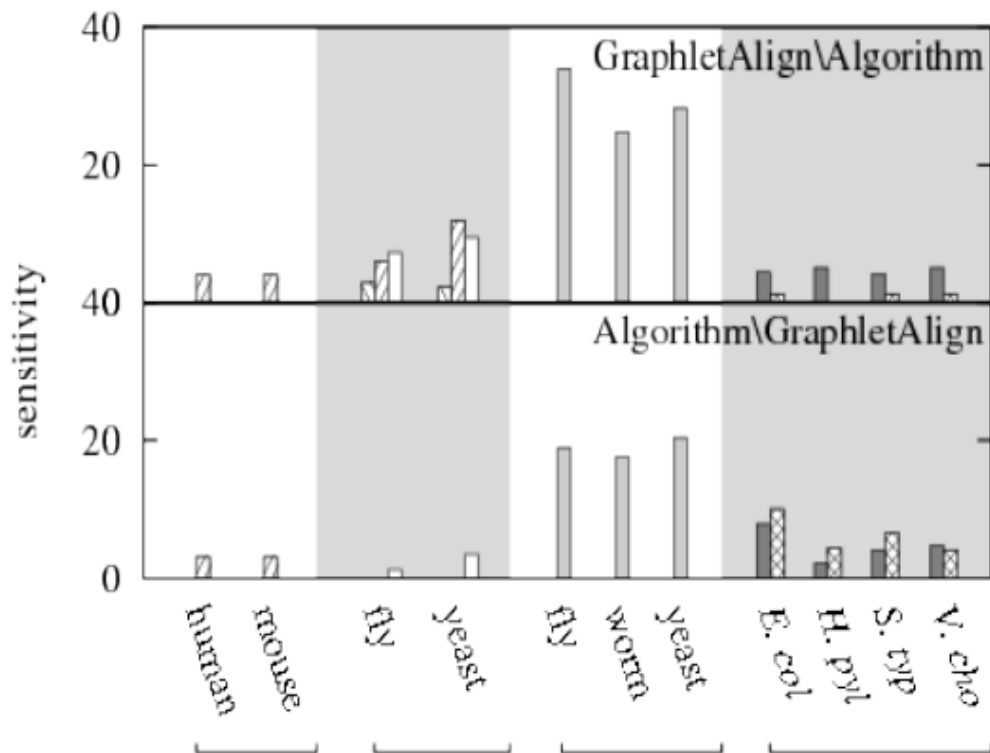 40
GraphletAlign\Algorithm
20
40
Algorithm\GraphletAlign
20
0
sensitivity
human
mouse
fly
yeast
fly
worm
yeast
E. col
H. pyl
S. typ
V. cho